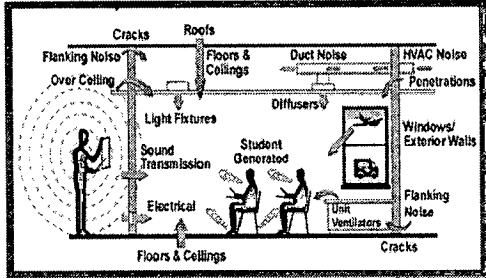 Cracks
Roofs
Flanking Noise
Floors &
Ceilings
Duct Noise
HVAC Noise
Over Ceiling
Penetrations
Light Fixtures
Diffusers
Windows/
Exterior Walls
Sound
Transmission
Student
Generated
Electrical
Unit
Ventilators
Flanking
Noise
Floors & Ceilings
Cracks